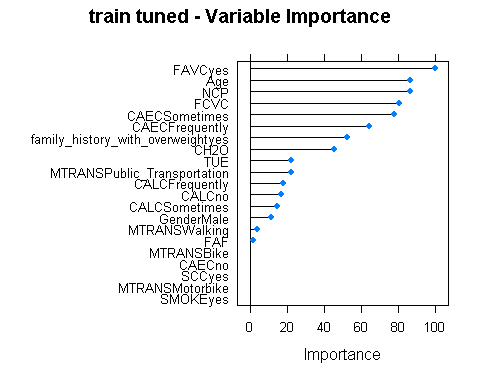 train tuned - Variable Importance
FAVCyes
Age
NCP
FCVC
CAECSometimes
CAECFrequently
family_history_with_overweightyes
CH2O
TUE
MTRANSPublic_Transportation
CALCFrequently
CALCno
CALCSometimes
GenderMale
MTRANSWalking
FAF
MTRANSBike
CAECno
SCCyes
MTRANSMotorbike
SMOKEyes
0 20 40 60 80 100
Importance